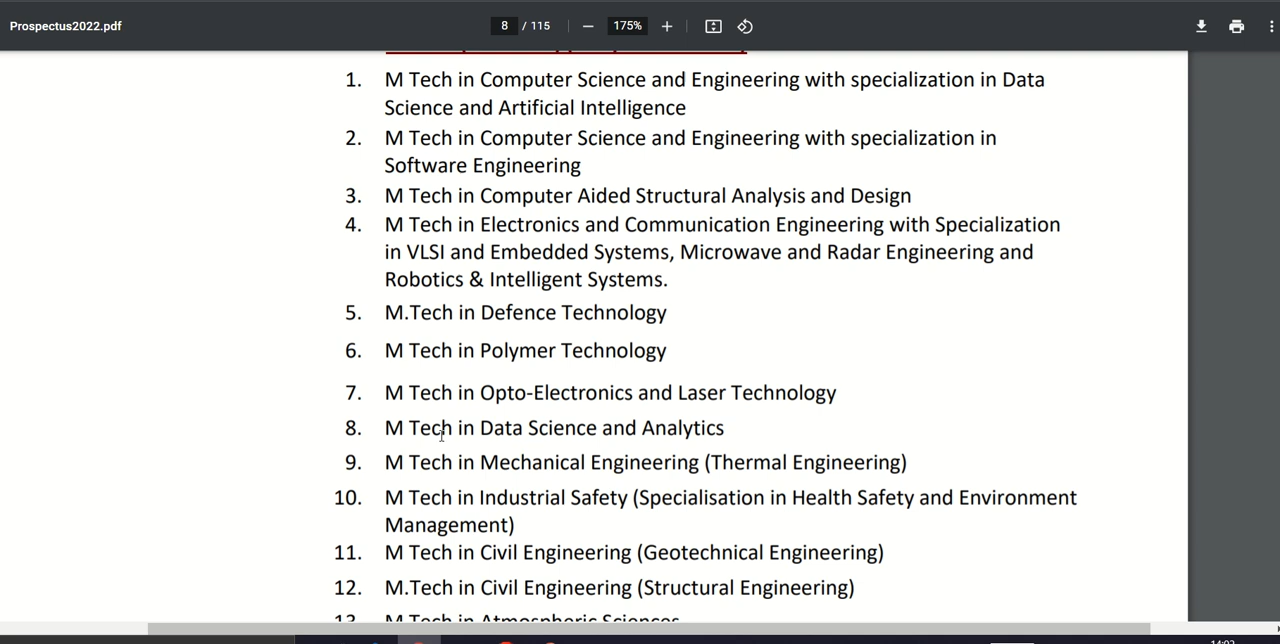 Prospectus2022.pdf
8 / 115
175%
1. M Tech in Computer Science and Engineering with specialization in Data
Science and Artificial Intelligence
2. M Tech in Computer Science and Engineering with specialization in
Software Engineering
3. M Tech in Computer Aided Structural Analysis and Design
4. M Tech in Electronics and Communication Engineering with Specialization
in VLSI and Embedded Systems, Microwave and Radar Engineering and
Robotics & Intelligent Systems.
5. M.Tech in Defence Technology
6. M Tech in Polymer Technology
7. M Tech in Opto-Electronics and Laser Technology
8. M Tech in Data Science and Analytics
9. M Tech in Mechanical Engineering (Thermal Engineering)
10. M Tech in Industrial Safety (Specialisation in Health Safety and Environment
Management)
11. M Tech in Civil Engineering (Geotechnical Engineering)
12. M.Tech in Civil Engineering (Structural Engineering)
13. M Tech in Atmospheric Sciences